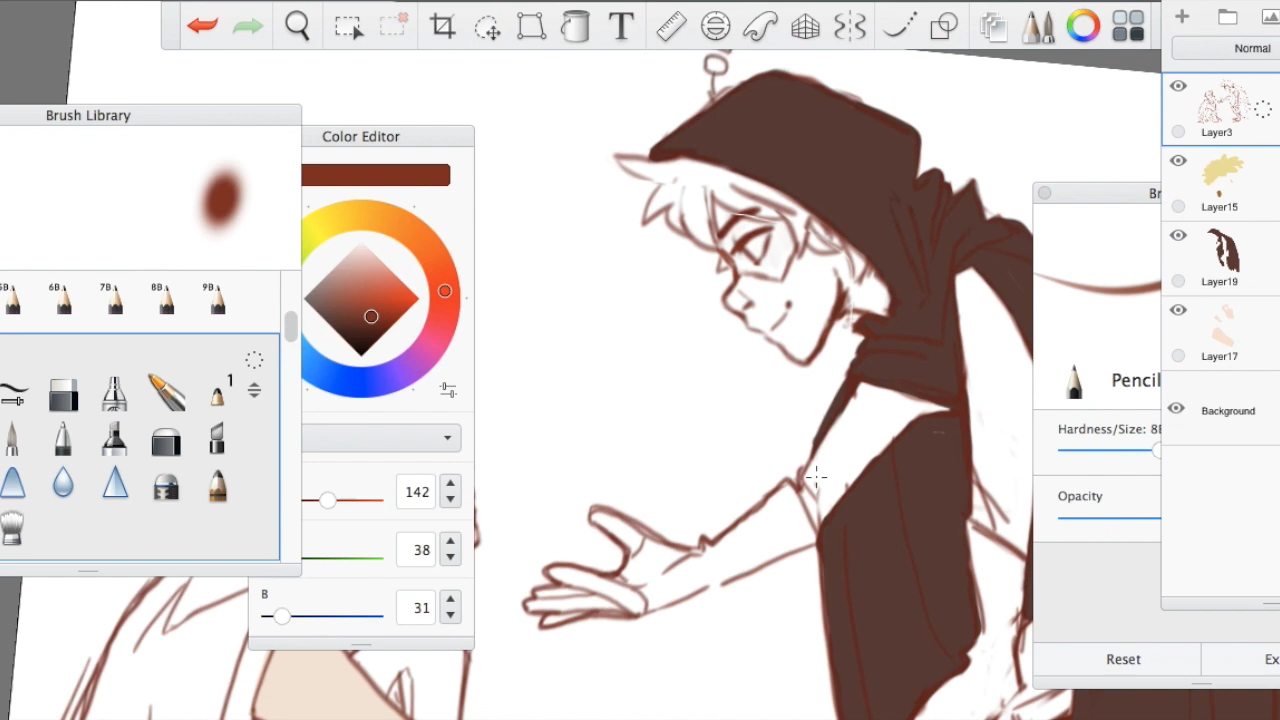 T
Normal
Brush Library
Color Editor
Layer3
Layer15
Layer19
Layer17
Background
6B
7B
8B
9B
1
Pencil
Hardness/Size: 8B
Opacity
142
38
B
31
Reset